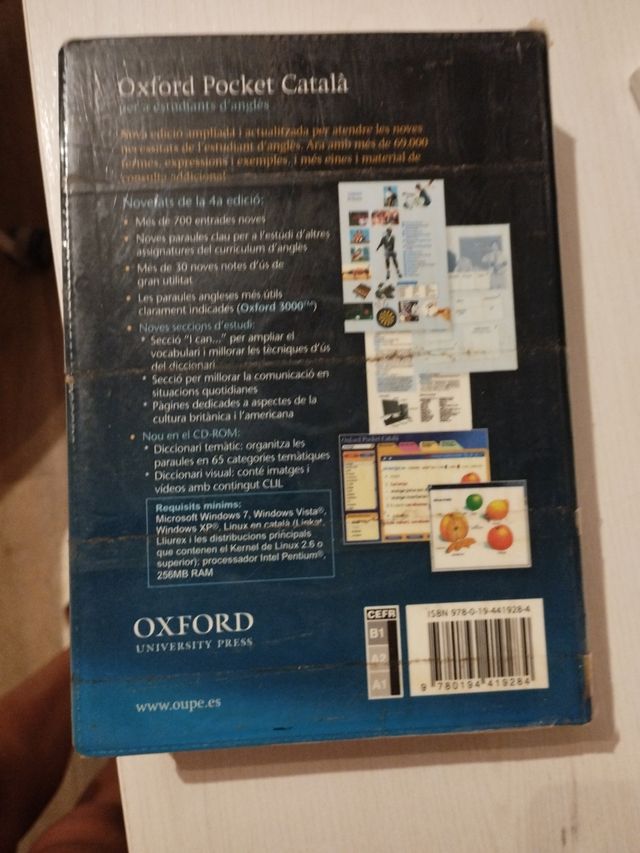 Oxford Pocket Català
per a estudiants d'anglès
Nova edició ampliada i actualitzada per atendre les noves
necessitats de l'estudiant d'anglès. Ara amb més de 60.000
termes, expressions i exemples, i més eines i material de
consulta addicional.
Novetats de la 4a edició:
• Més de 700 entrades noves
• Noves paraules clau per a l'estudi d'altres
assignatures del currículum d'anglès
• Més de 30 noves notes d'ús de
gran utilitat
• Les paraules angleses més útils
clarament indicades (Oxford 3000™)
• Noves seccions d'estudi:
• Secció "I can..." per ampliar el
vocabulari i millorar les tècniques d'ús
del diccionari
• Secció per millorar la comunicació en
situacions quotidianes
• Pàgines dedicades a aspectes de la
cultura britànica i l'americana
• Nou en el CD-ROM:
• Diccionari temàtic: organitza les
paraules en 65 categories temàtiques
• Diccionari visual: conté imatges i
vídeos amb contingut CLIL
Requisits mínims:
Microsoft Windows 7, Windows Vista®,
Windows XP®, Linux en català (Linkat,
Lliurex i les distribucions principals
que contenen el Kernel de Linux 2.6 o
superior); processador Intel Pentium®,
256MB RAM
Oxford Pocket Català
OXFORD
UNIVERSITY PRESS
www.oupe.es
CEFR
B1
A2
A1
ISBN 978-0-19-441928-4
9 780194 419284